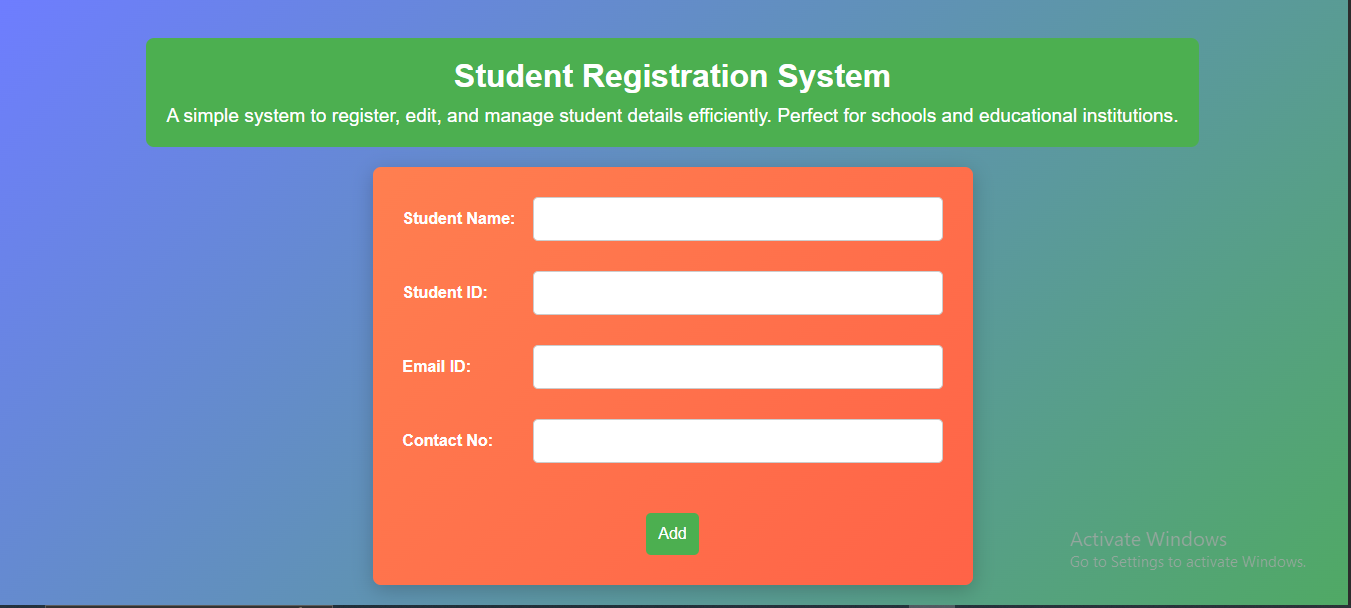 Student Registration System
A simple system to register, edit, and manage student details efficiently. Perfect for schools and educational institutions.
Student Name:
Student ID:
Email ID:
Contact No:
Add
Activate Windows
Go to Settings to activate Windows.